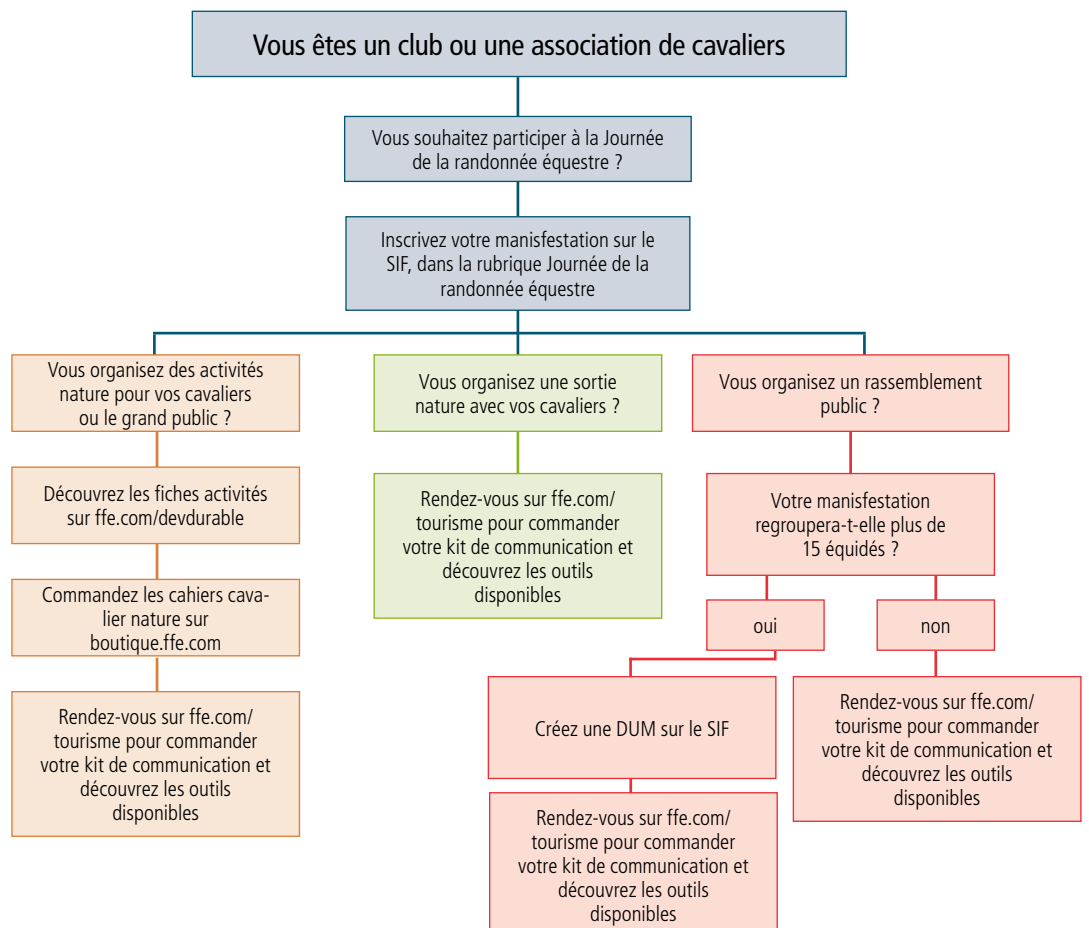 Vous êtes un club ou une association de cavaliers
Vous souhaitez participer à la Journée
de la randonnée équestre ?
Inscrivez votre manisfestation sur le
SIF, dans la rubrique Journée de la
randonnée équestre
Vous organisez des activités
nature pour vos cavaliers
ou le grand public ?
Découvrez les fiches activités
sur ffe.com/devdurable
Commandez les cahiers cava-
lier nature sur
boutique.ffe.com
Rendez-vous sur ffe.com/
tourisme pour commander
votre kit de communication et
découvrez les outils
disponibles
Vous organisez une sortie
nature avec vos cavaliers ?
Rendez-vous sur ffe.com/
tourisme pour commander
votre kit de communication et
découvrez les outils
disponibles
Vous organisez un rassemblement
public ?
Votre manisfestation
regroupera-t-elle plus de
15 équidés ?
oui
Créez une DUM sur le SIF
Rendez-vous sur ffe.com/
tourisme pour commander
votre kit de communication et
découvrez les outils
disponibles
non
Rendez-vous sur ffe.com/
tourisme pour commander
votre kit de communication et
découvrez les outils
disponibles